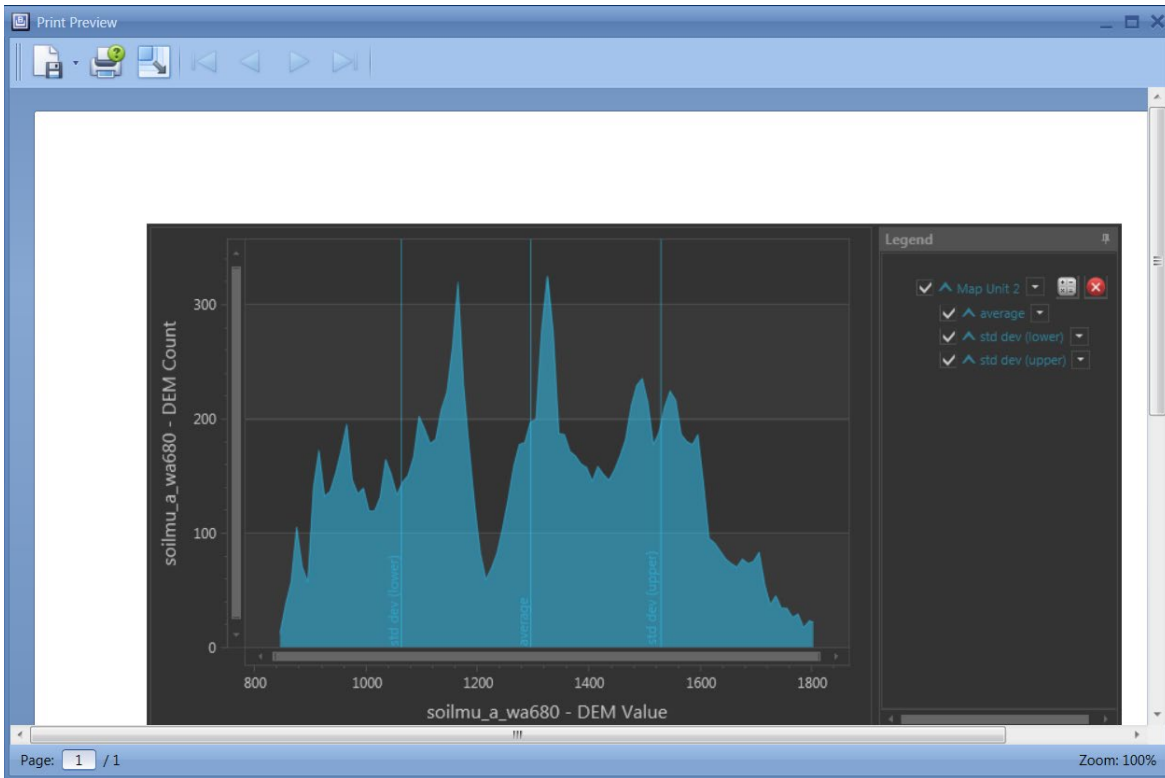 Print Preview
Legend
Map Unit 2
average
std dev (lower)
std dev (upper)
soilmu_a_wa680 - DEM Count
300
200
100
0
std dev (lower)
average
std dev (upper)
800 1000 1200 1400 1600 1800
soilmu_a_wa680 - DEM Value
Page: 1 / 1
Zoom: 100%